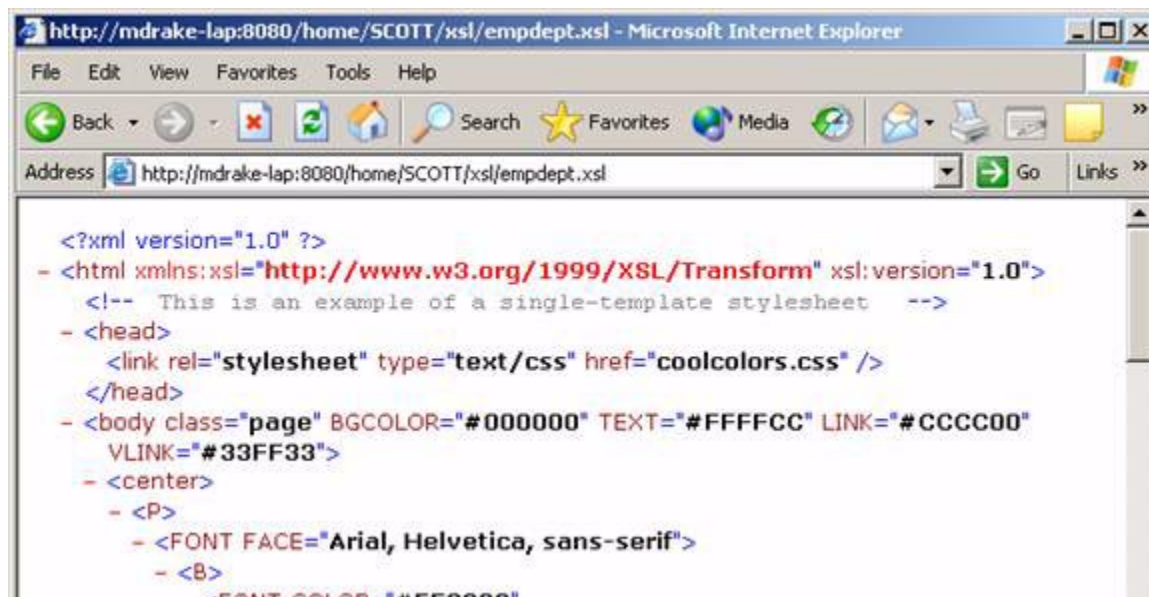 http://mdrake-lap:8080/home/SCOTT/xsl/empdept.xsl - Microsoft Internet Explorer
File Edit View Favorites Tools Help
Back Search Favorites Media »
Address http://mdrake-lap:8080/home/SCOTT/xsl/empdept.xsl Go Links »
<?xml version="1.0" ?>
- <html xmlns:xsl="http://www.w3.org/1999/XSL/Transform" xsl:version="1.0">
<!-- This is an example of a single-template stylesheet -->
- <head>
<link rel="stylesheet" type="text/css" href="coolcolors.css" />
</head>
- <body class="page" BGCOLOR="#000000" TEXT="#FFFFCC" LINK="#CCCC00"
VLINK="#33FF33">
- <center>
- <P>
- <FONT FACE="Arial, Helvetica, sans-serif">
- <B>